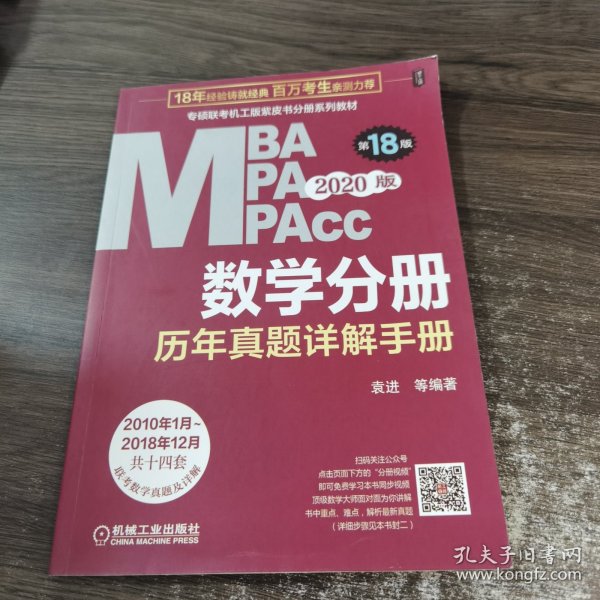 18年经验铸就经典 百万考生亲测力荐
专硕联考机工版紫皮书分册系列教材
MBA
MPA
MPAcc
第18版
2020版
数学分册
历年真题详解手册
袁进 等编著
2010年1月~
2018年12月
共十四套
联考数学真题及详解
扫码关注公众号
点击页面下方的“分册视频”
即可免费学习本书同步视频
顶级数学大师面对面为你讲解
书中重点、难点，解析最新真题
（详细步骤见本书封二）
机械工业出版社
CHINA MACHINE PRESS
孔夫子旧书网
www.kongfz.com